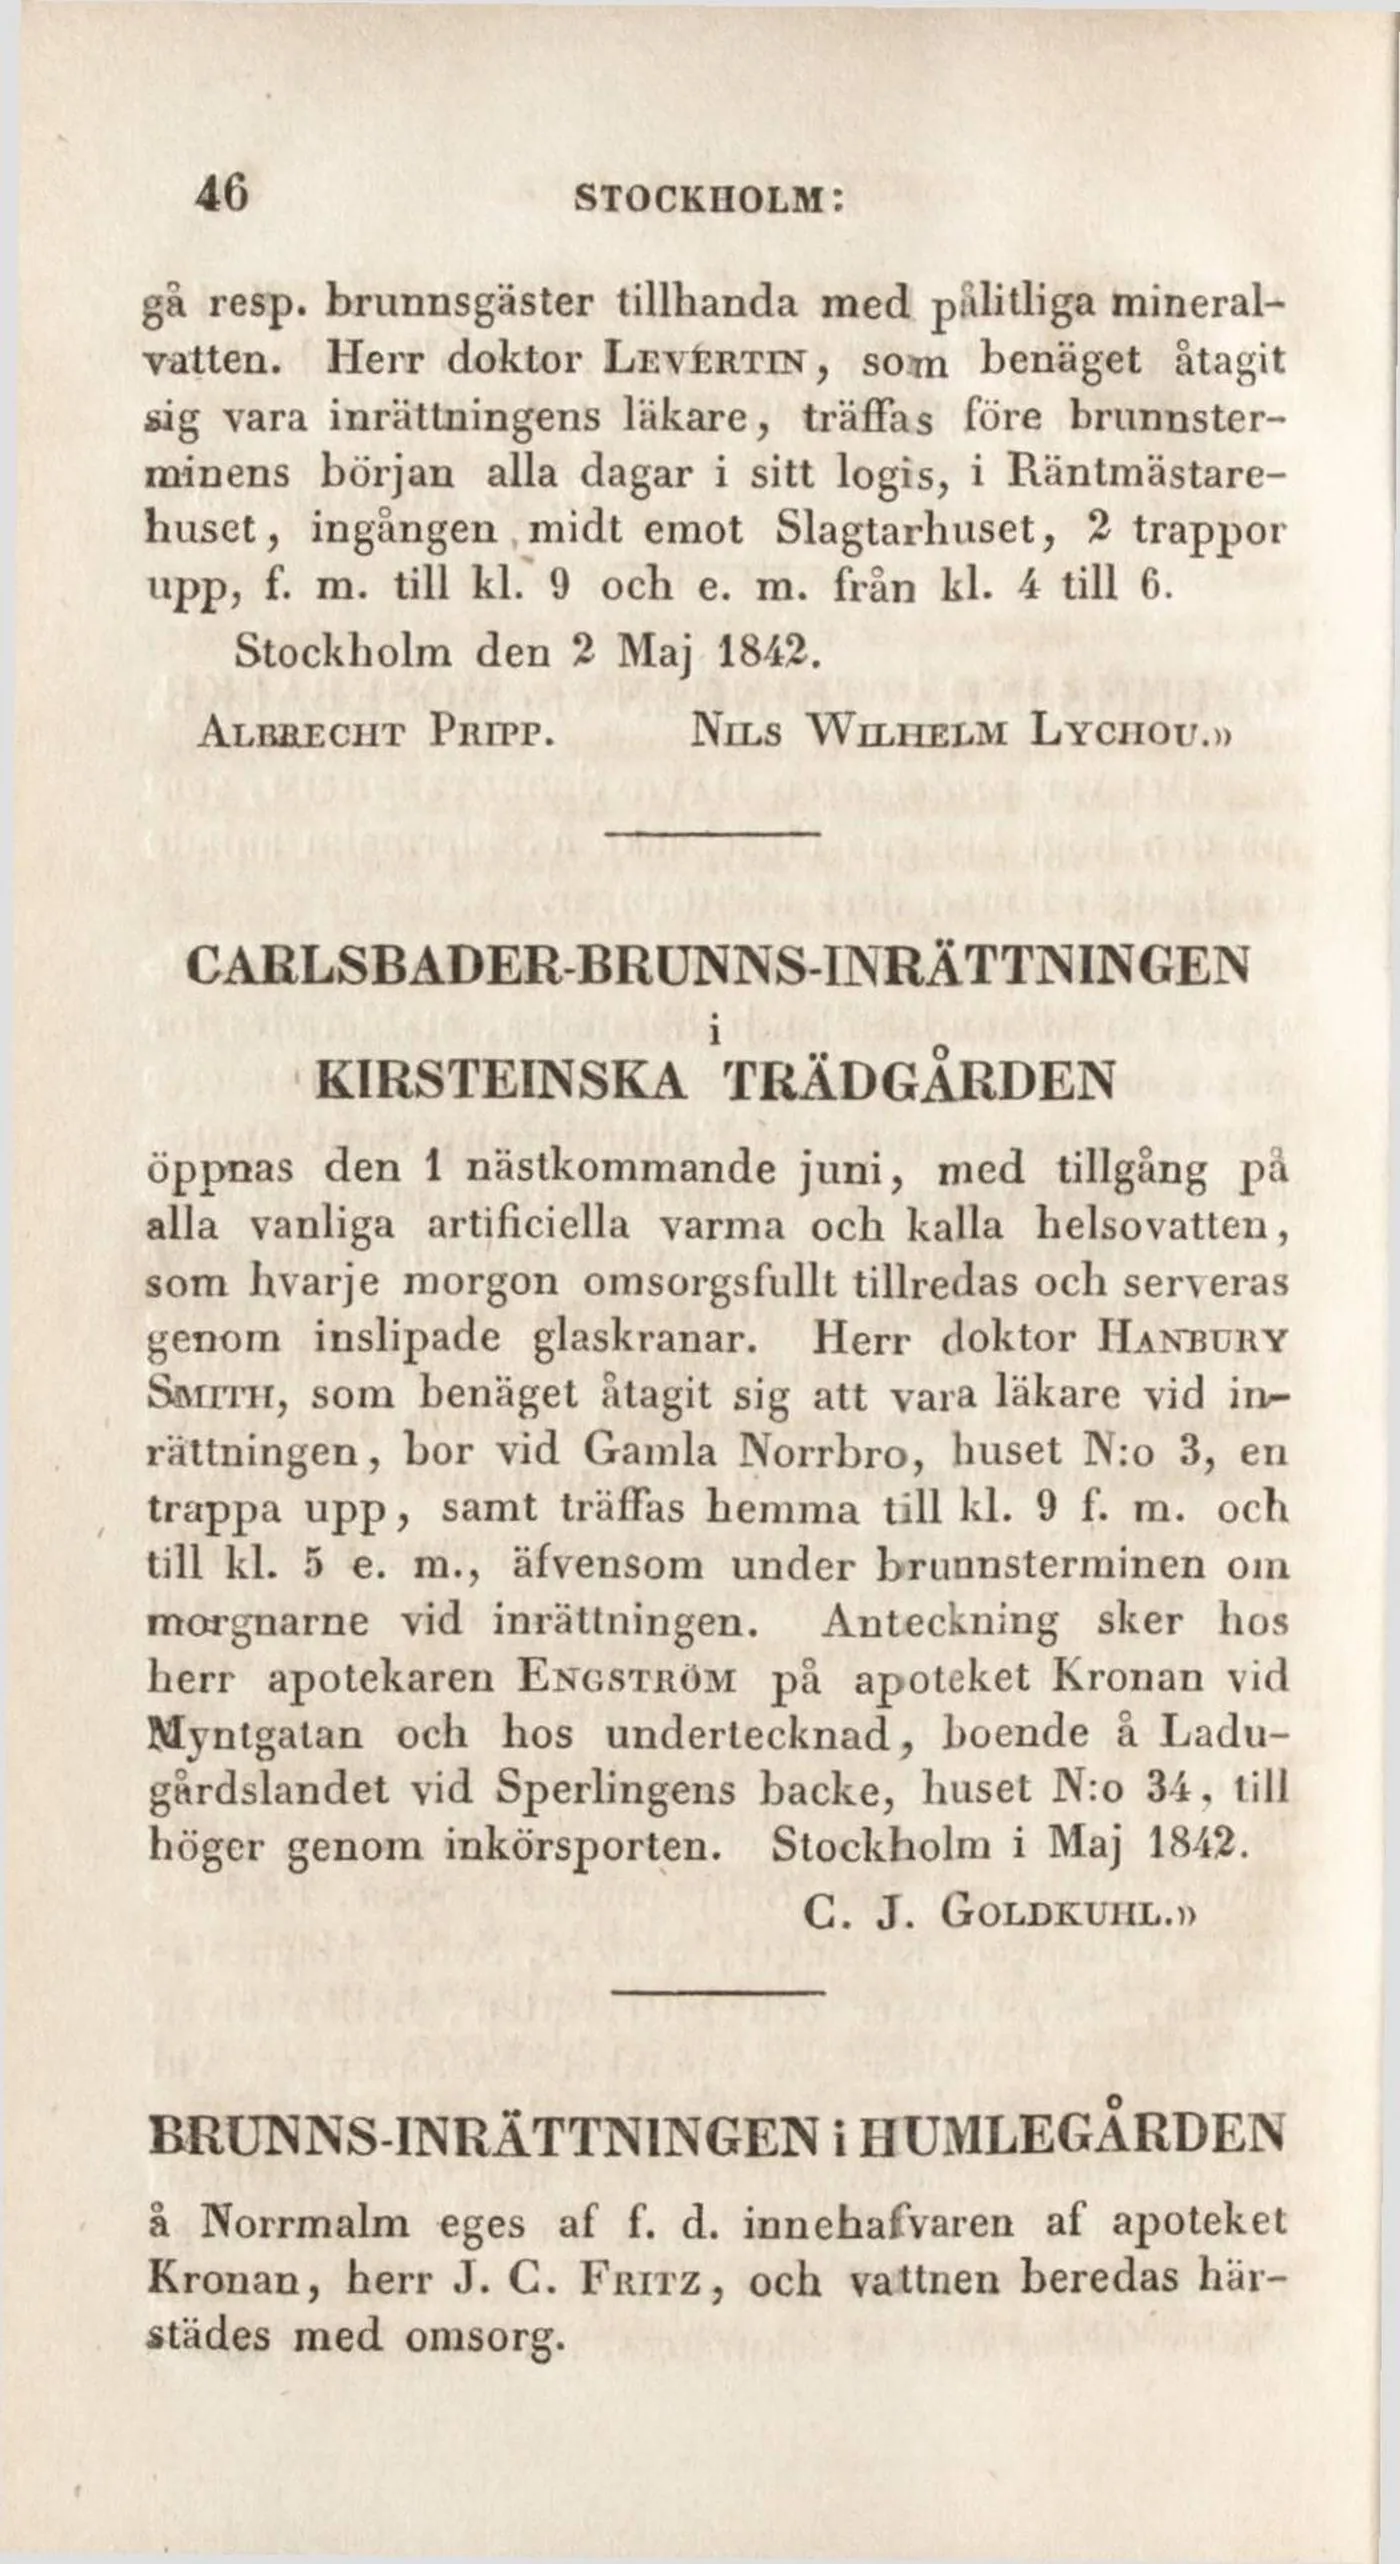 46 STOCKHOLM:
gå resp. brunnsgäster tillhanda med pålitliga mineral-
vatten. Herr doktor LEVERTIN, som benäget åtagit
sig vara inrättningens läkare, träffas före brunnster-
minens början alla dagar i sitt logis, i Räntmästare-
huset, ingången midt emot Slagtarhuset, 2 trappor
upp, f. m. till kl. 9 och e. m. från kl. 4 till 6.
Stockholm den 2 Maj 1842.
ALBRECHT PRIPP. NILS WILHELM LYCHOU.»
CARLSBADER-BRUNNS-INRÄTTNINGEN
i
KIRSTEINSKA TRÄDGÅRDEN
öppnas den 1 nästkommande juni, med tillgång på
alla vanliga artificiella varma och kalla helsovatten,
som hvarje morgon omsorgsfullt tillredas och serveras
genom inslipade glaskranar. Herr doktor HANBURY
SMITH, som benäget åtagit sig att vara läkare vid in-
rättningen, bor vid Gamla Norrbro, huset N:o 3, en
trappa upp, samt träffas hemma till kl. 9 f. m. och
till kl. 5 e. m., äfvensom under brunnsterminen om
morgnarne vid inrättningen. Anteckning sker hos
herr apotekaren ENGSTRÖM på apoteket Kronan vid
Myntgatan och hos undertecknad, boende å Ladu-
gårdslandet vid Sperlingens backe, huset N:o 34, till
höger genom inkörsporten. Stockholm i Maj 1842.
C. J. GOLDKUHL.»
BRUNNS-INRÄTTNINGEN i HUMLEGÅRDEN
å Norrmalm eges af f. d. innehafvaren af apoteket
Kronan, herr J. C. FRITZ, och vattnen beredas här-
städes med omsorg.